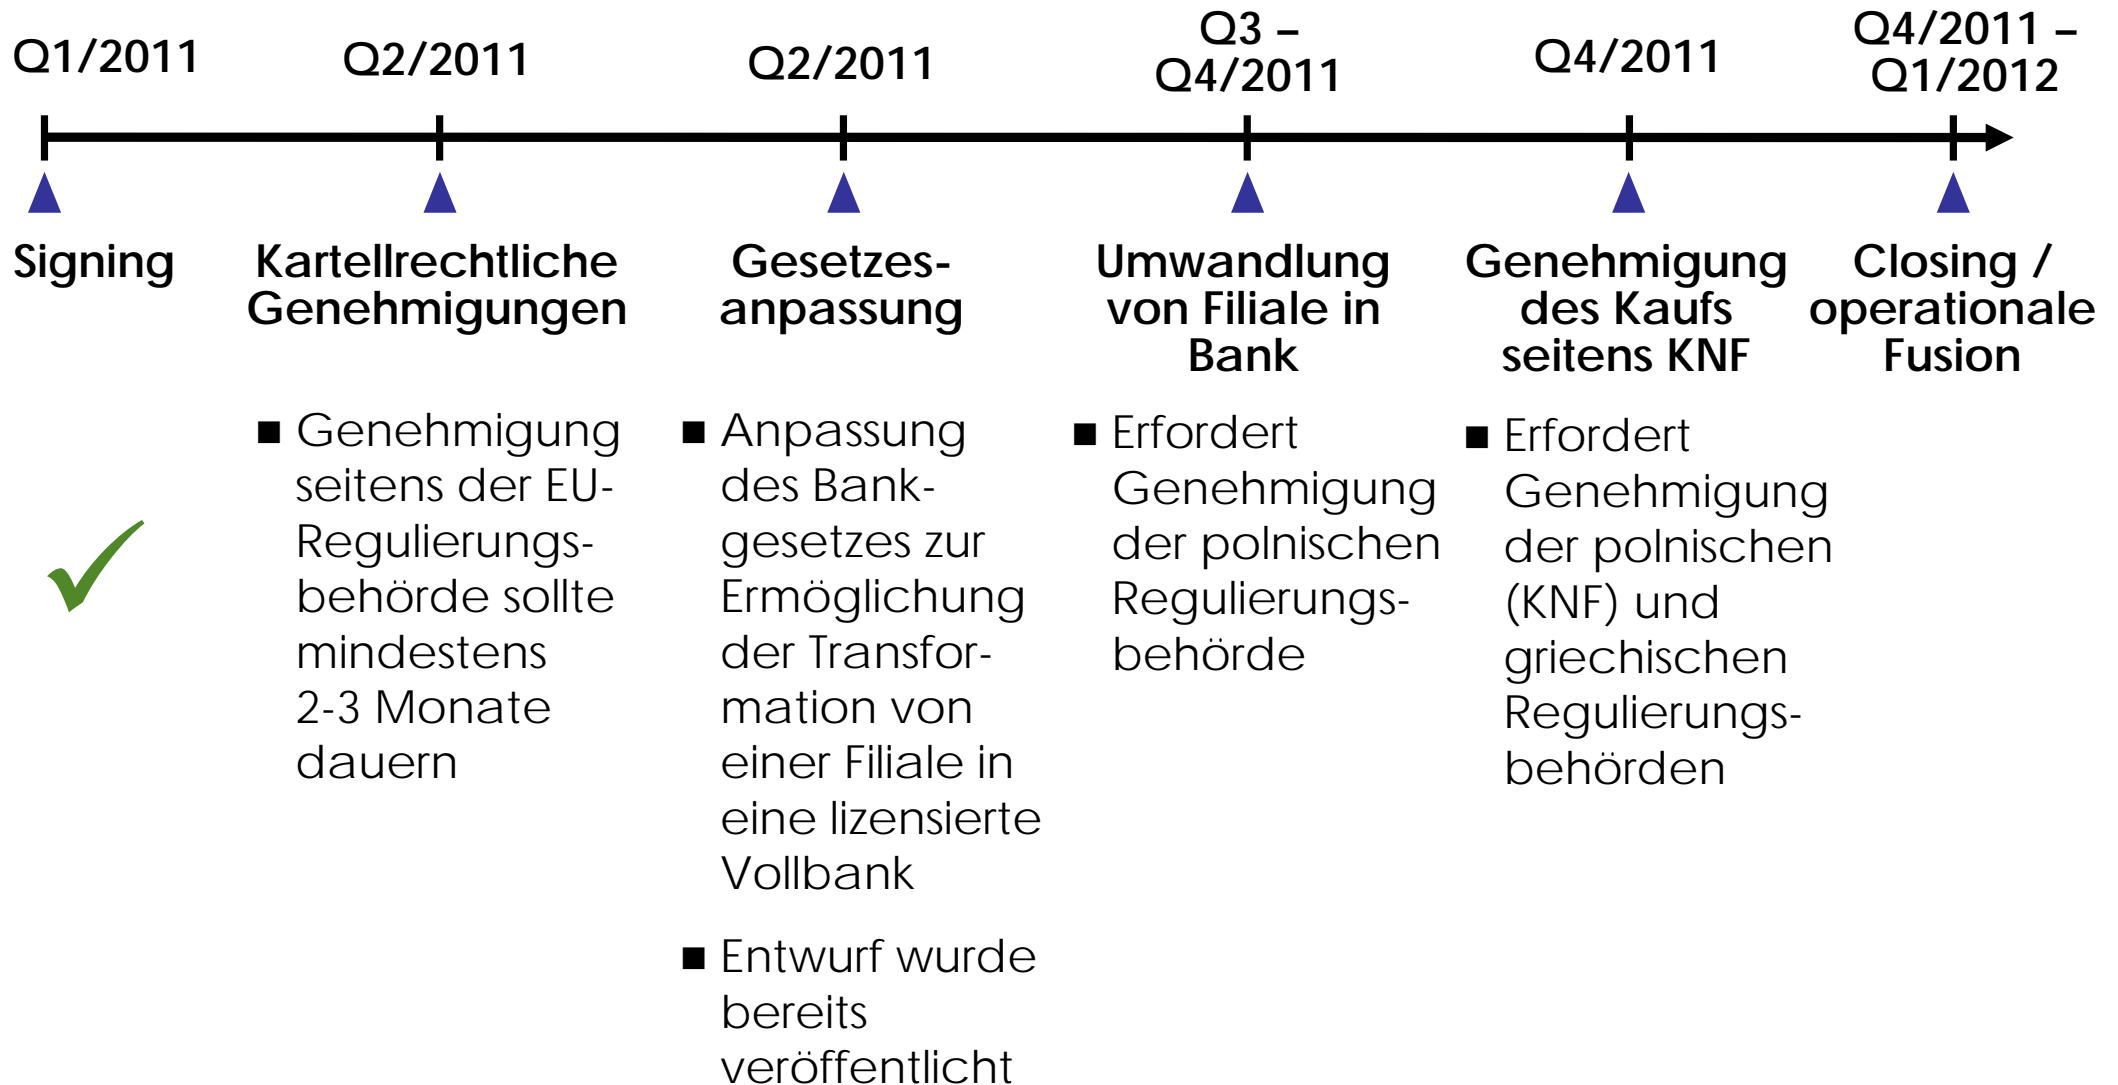 Q1/2011
Q2/2011
Q2/2011
Q3 –
Q4/2011
Q4/2011
Q4/2011 –
Q1/2012
Signing
Kartellrechtliche
Genehmigungen
■ Genehmigung
seitens der EU-
Regulierungs-
behörde sollte
mindestens
2-3 Monate
dauern
Gesetzes-
anpassung
■ Anpassung
des Bank-
gesetzes zur
Ermöglichung
der Transfor-
mation von
einer Filiale in
eine lizensierte
Vollbank
■ Entwurf wurde
bereits
veröffentlicht
Umwandlung
von Filiale in
Bank
■ Erfordert
Genehmigung
der polnischen
Regulierungs-
behörde
Genehmigung
des Kaufs
seitens KNF
■ Erfordert
Genehmigung
der polnischen
(KNF) und
griechischen
Regulierungs-
behörden
Closing /
operationale
Fusion